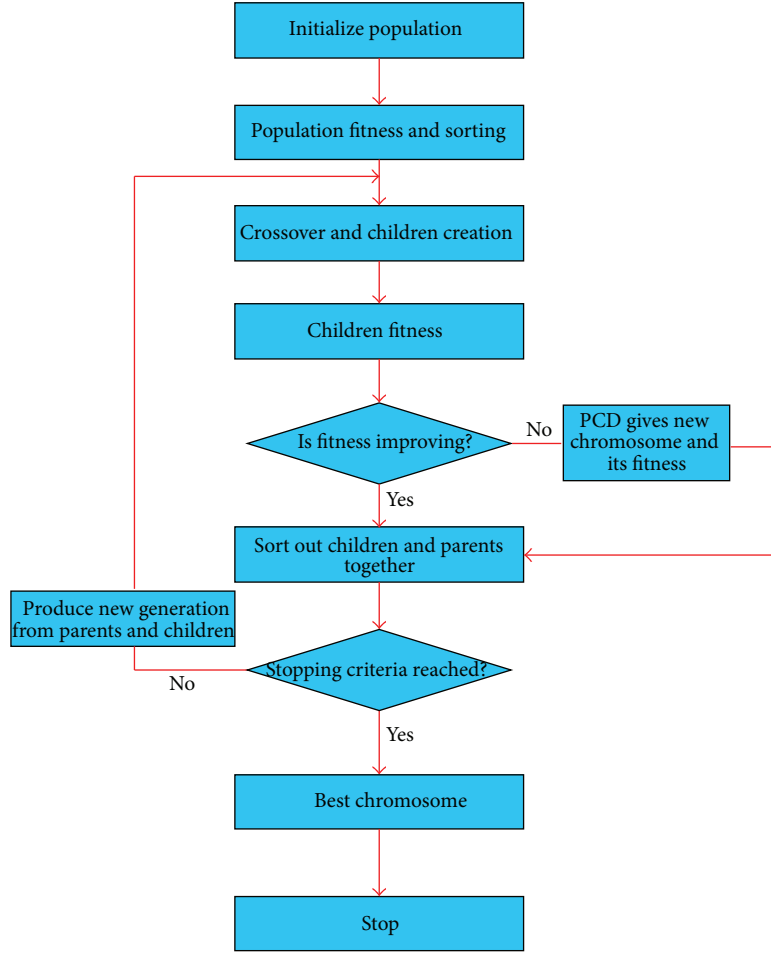 Initialize population
Population fitness and sorting
Crossover and children creation
Children fitness
Is fitness improving?
No
PCD gives new
chromosome and
its fitness
Yes
Sort out children and parents
together
Produce new generation
from parents and children
Stopping criteria reached?
No
Yes
Best chromosome
Stop